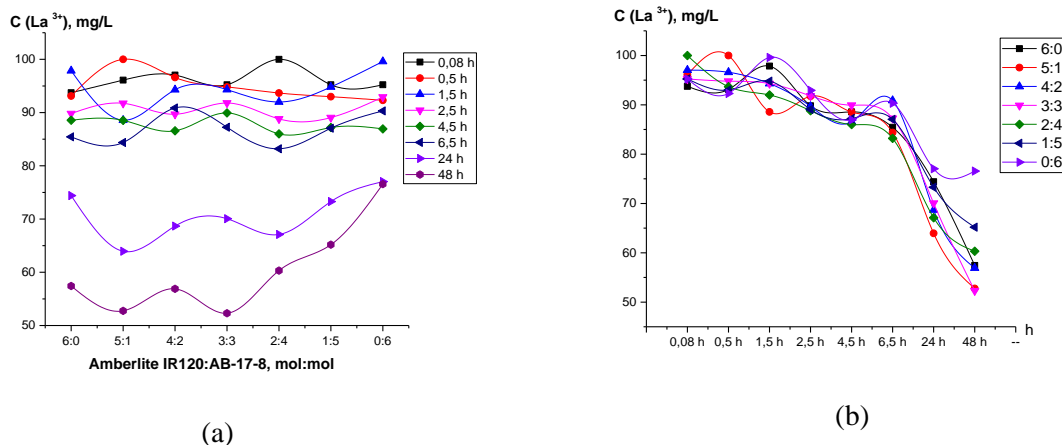 C (La ³⁺), mg/L
100
90
80
70
60
50
6:0 5:1 4:2 3:3 2:4 1:5 0:6
Amberlite IR120:AB-17-8, mol:mol
0,08 h
0,5 h
1,5 h
2,5 h
4,5 h
6,5 h
24 h
48 h
(a)
C (La ³⁺), mg/L
100
90
80
70
60
50
0,08 h 0,5 h 1,5 h 2,5 h 4,5 h 6,5 h 24 h 48 h --
h
6:0
5:1
4:2
3:3
2:4
1:5
0:6
(b)